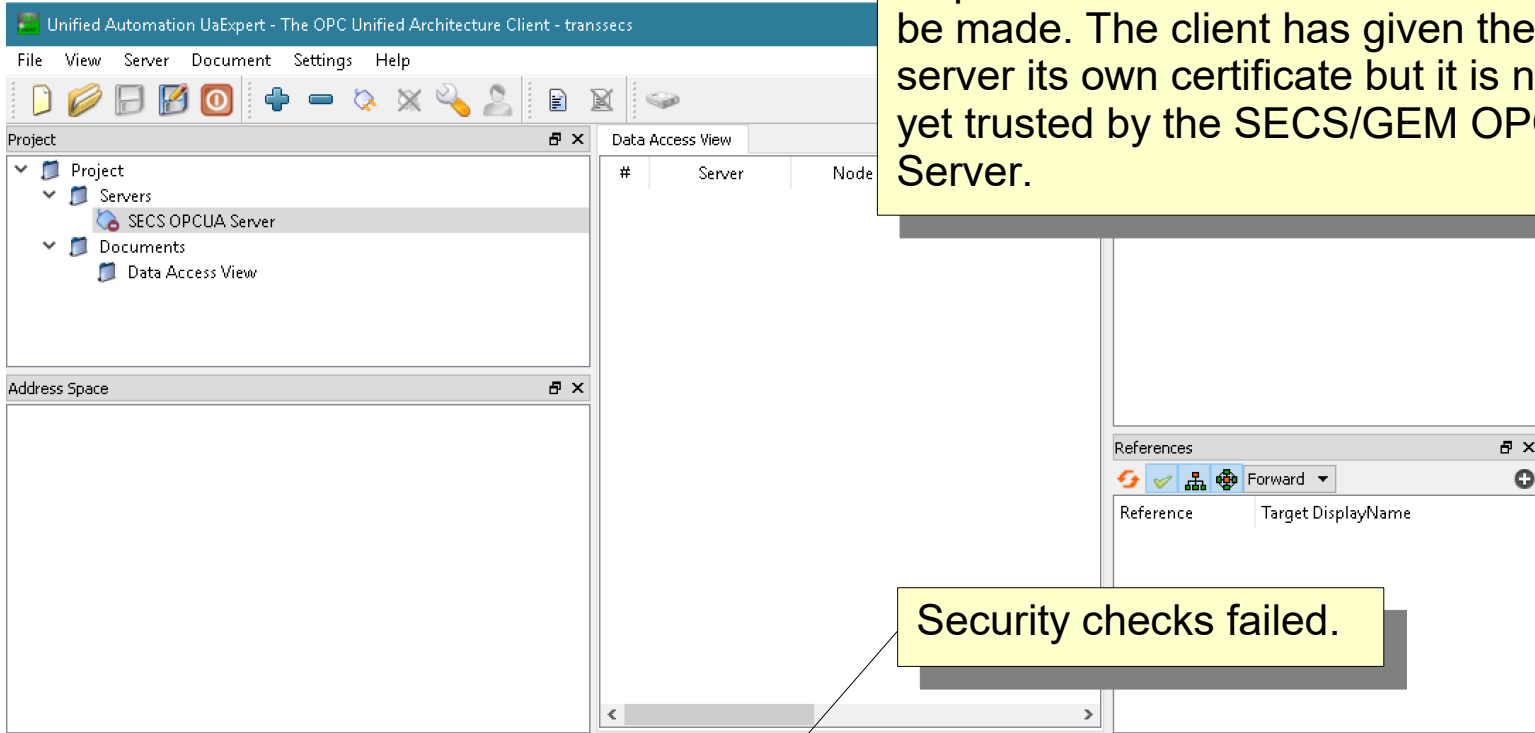 Unified Automation UaExpert - The OPC Unified Architecture Client - transsecs
be made. The client has given the
server its own certificate but it is
yet trusted by the SECS/GEM
Server.
File View Server Document Settings Help
Project
Data Access View
# Server Node
Project
Servers
SECS OPCUA Server
Documents
Data Access View
Address Space
References
Forward
Reference Target DisplayName
Security checks failed.